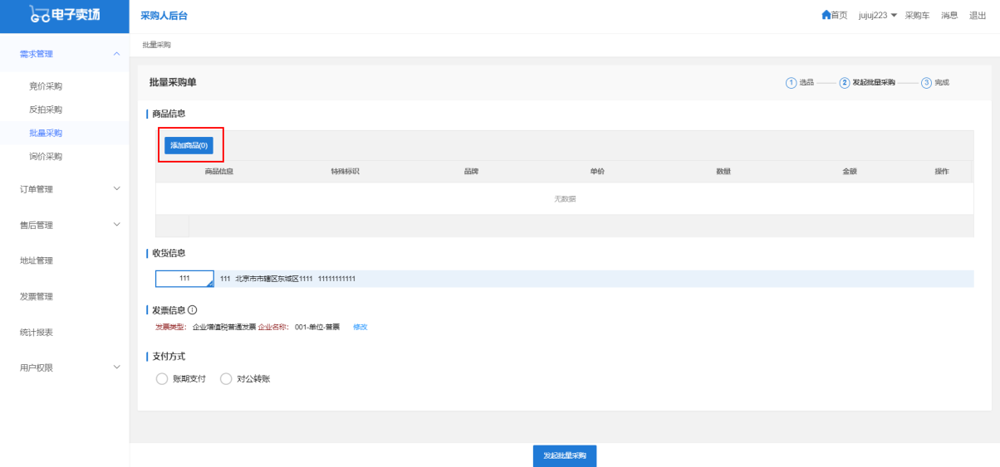 GO电子卖场
采购人后台
首页 jujuj223 采购车 消息 退出
需求管理
竟价采购
反拍采购
批量采购
询价采购
订单管理
售后管理
地址管理
发票管理
统计报表
用户权限
批量采购
批量采购单
1 选品 2 发起批量采购 3 完成
商品信息
添加商品(0)
商品信息 特殊标识 品牌 单价 数量 金额 操作
无数据
收货信息
111 111 北京市市辖区东城区1111 11111111111
发票信息
发票类型： 企业增值税普通发票 企业名称： 001-单位-普票 修改
支付方式
账期支付 对公转账
发起批量采购